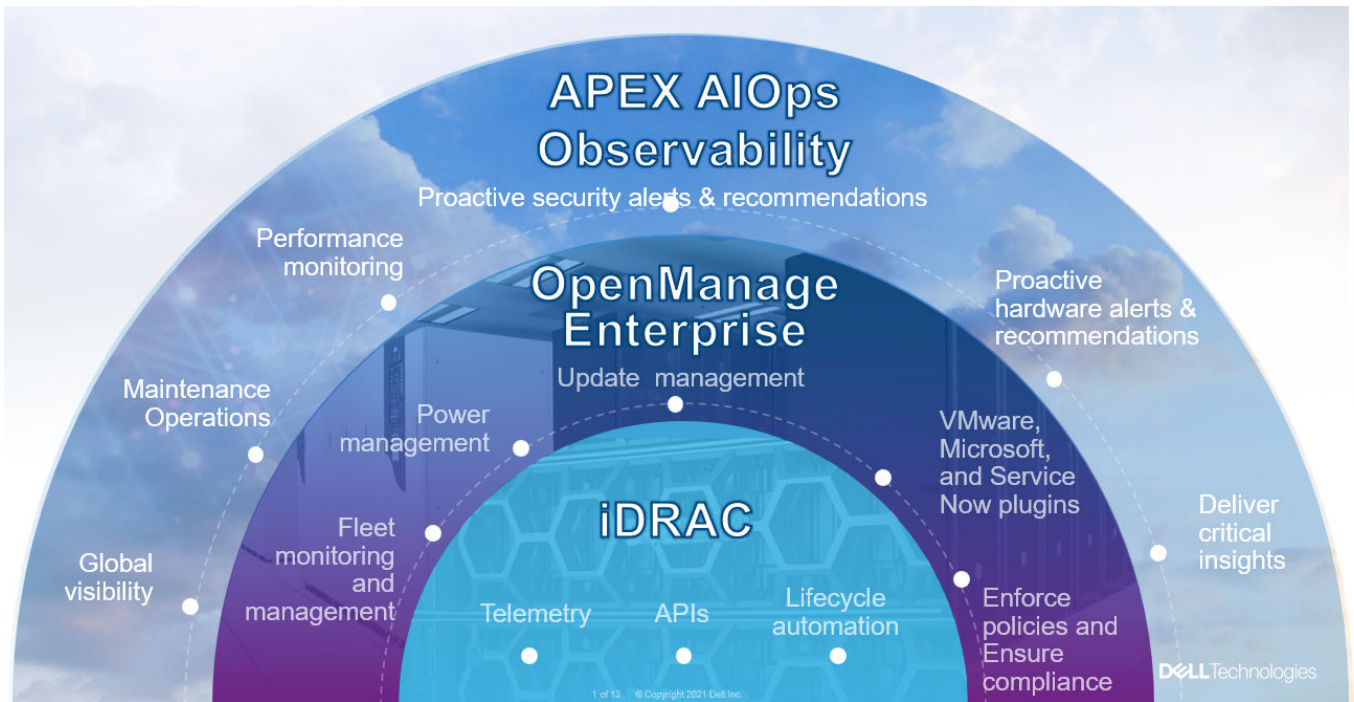 APEX AIOps
Observability
Proactive security alerts & recommendations
Performance
monitoring
Proactive
hardware alerts &
recommendations
Maintenance
Operations
Global
visibility
Deliver
critical
insights
OpenManage
Enterprise
Update management
Power
management
Fleet
monitoring
and
management
VMware,
Microsoft,
and Service
Now plugins
Enforce
policies and
Ensure
compliance
iDRAC
Telemetry
APIs
Lifecycle
automation
DELLTechnologies
1 of 13 © Copyright 2021 Dell Inc.